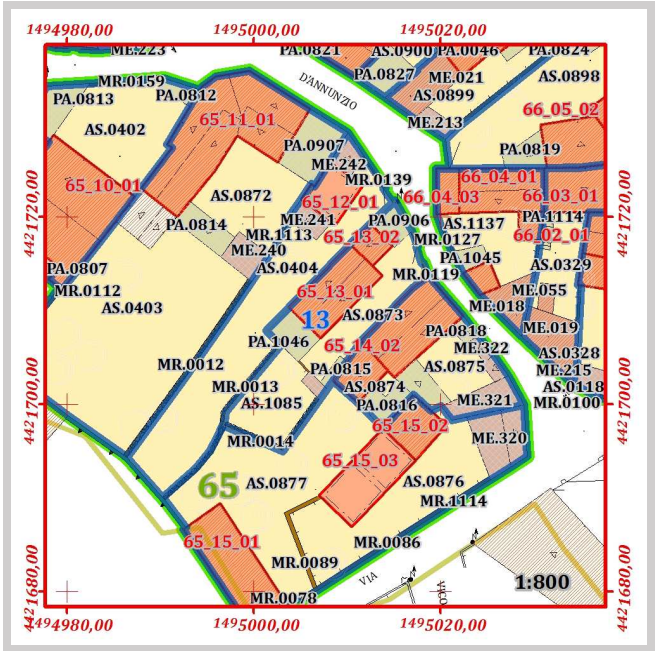 1494980,00 1495000,00 1495020,00
ME.223 PA.0821 AS.0900 PA.0046 PA.0824
MR.0159 PA.0827 ME.021 AS.0898
PA.0813 PA.0812 D'ANNUNZIO AS.0899
66_05_02
AS.0402 65_11_01 ME.213
PA.0907 PA.0819
ME.242
65_10_01 MR.0139 66_04_01
AS.0872 65_12_01 66_04_03 66_03_01
4421720,00 ME.241 PA.0906 PA.1114 4421720,00
PA.0814 MR.1113 65_13_02 AS.1137 66_02_01
ME.240 MR.0127
PA.0807 AS.0404 PA.1045 AS.0329
MR.0112 65_13_01 MR.0119 ME.055
AS.0403 13 AS.0873 ME.018
PA.0818 ME.019
PA.1046 65_14_02 ME.322
MR.0012 PA.0815 AS.0875 AS.0328
MR.0013 AS.0874 ME.215
AS.1085 PA.0816 ME.321 AS.0118
4421700,00 MR.0100 4421700,00
MR.0014 65_15_02 ME.320
65_15_03
65 AS.0877 AS.0876
MR.1114
65_15_01 MR.0086
MR.0089
VIA 1:800
4421680,00 MR.0078 VICO 4421680,00
1494980,00 1495000,00 1495020,00